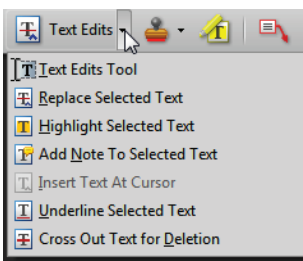 Text Edits
Text Edits Tool
Replace Selected Text
Highlight Selected Text
Add Note To Selected Text
Insert Text At Cursor
Underline Selected Text
Cross Out Text for Deletion